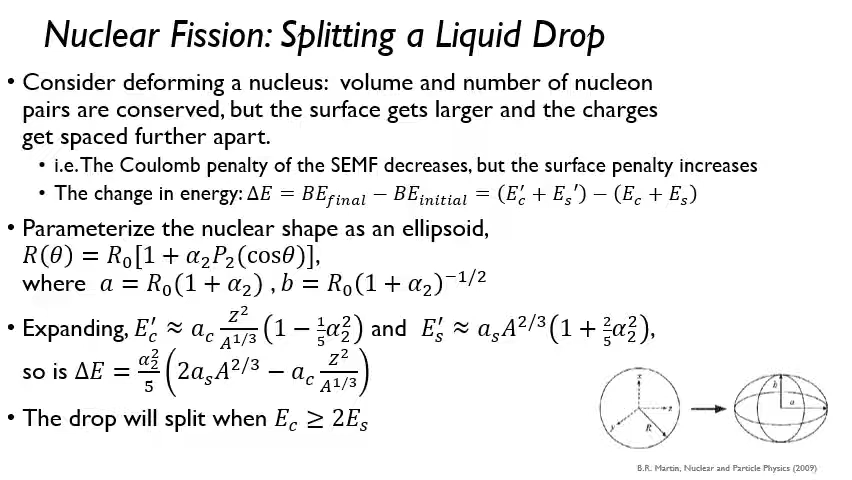 Nuclear Fission: Splitting a Liquid Drop
• Consider deforming a nucleus: volume and number of nucleon
pairs are conserved, but the surface gets larger and the charges
get spaced further apart.
• i.e. The Coulomb penalty of the SEMF decreases, but the surface penalty increases
• The change in energy: ΔE = BE_final − BE_initial = (E_c′ + E_s′) − (E_c + E_s)
• Parameterize the nuclear shape as an ellipsoid,
R(θ) = R₀[1 + α₂P₂(cosθ)],
where a = R₀(1 + α₂) , b = R₀(1 + α₂)^−1/2
• Expanding, E_c′ ≈ a_c Z²/A^1/3 (1 − 1/5 α₂²) and E_s′ ≈ a_s A^2/3 (1 + 2/5 α₂²),
so is ΔE = α₂²/5 (2a_s A^2/3 − a_c Z²/A^1/3)
• The drop will split when E_c ≥ 2E_s
x
y
z
R
b
a
B.R. Martin, Nuclear and Particle Physics (2009)